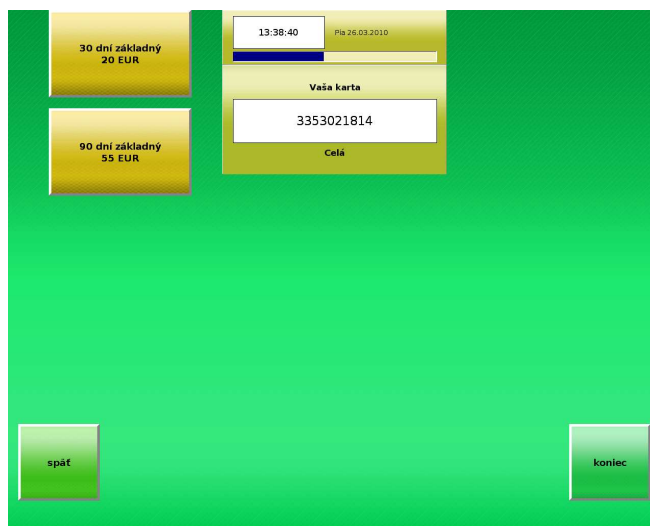 30 dní základný
20 EUR
13:38:40
Pia 26.03.2010
Vaša karta
3353021814
90 dní základný
55 EUR
Celá
späť
koniec